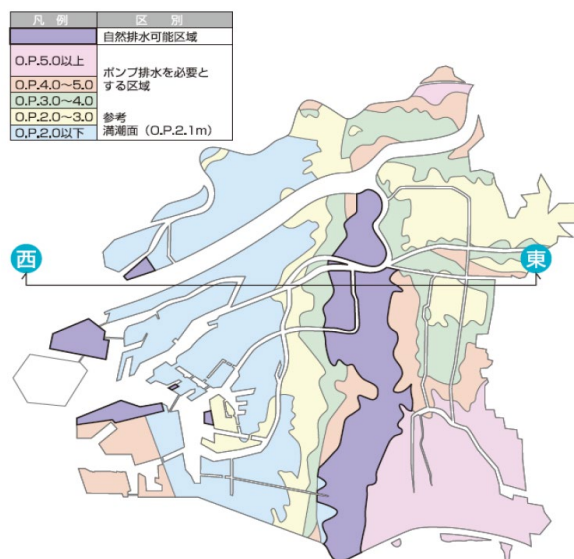 凡例 区別
自然排水可能区域
O.P.5.0以上
O.P.4.0～5.0
O.P.3.0～4.0
O.P.2.0～3.0
O.P.2.0以下
ポンプ排水を必要と
する区域
参考
満潮面（O.P.2.1m）
西
東